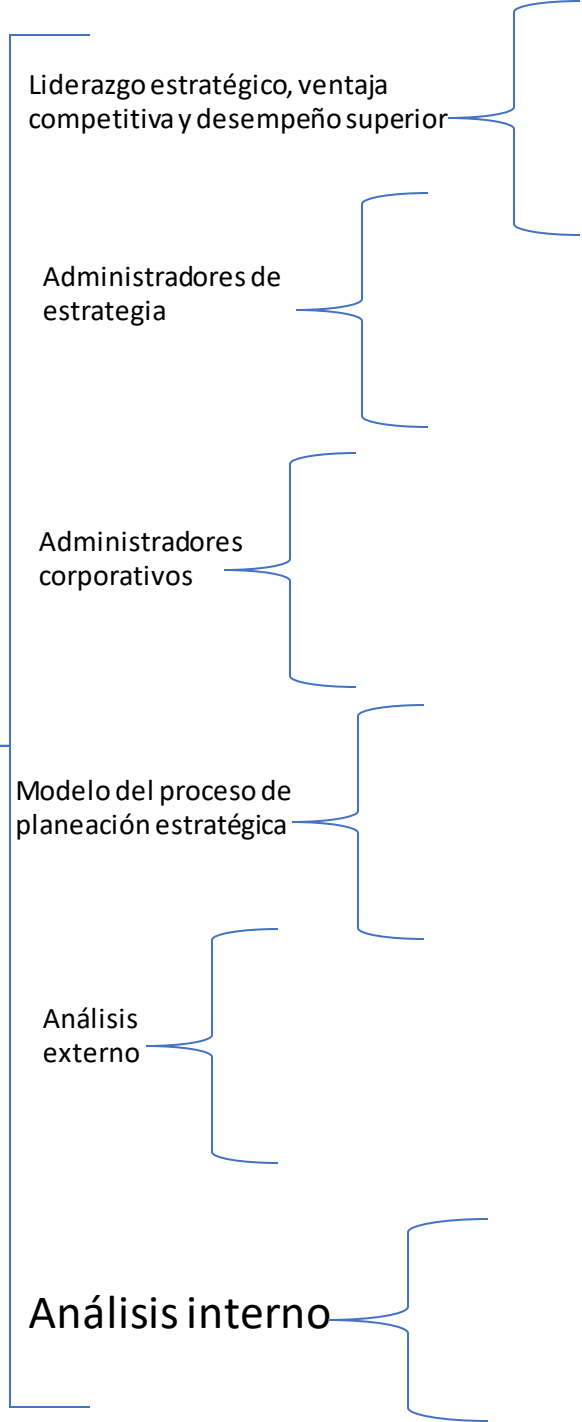 Liderazgo estratégico, ventaja
competitiva y desempeño superior
Administradores de
estrategia
Administradores
corporativos
Modelo del proceso de
planeación estratégica
Análisis
externo
Análisis interno